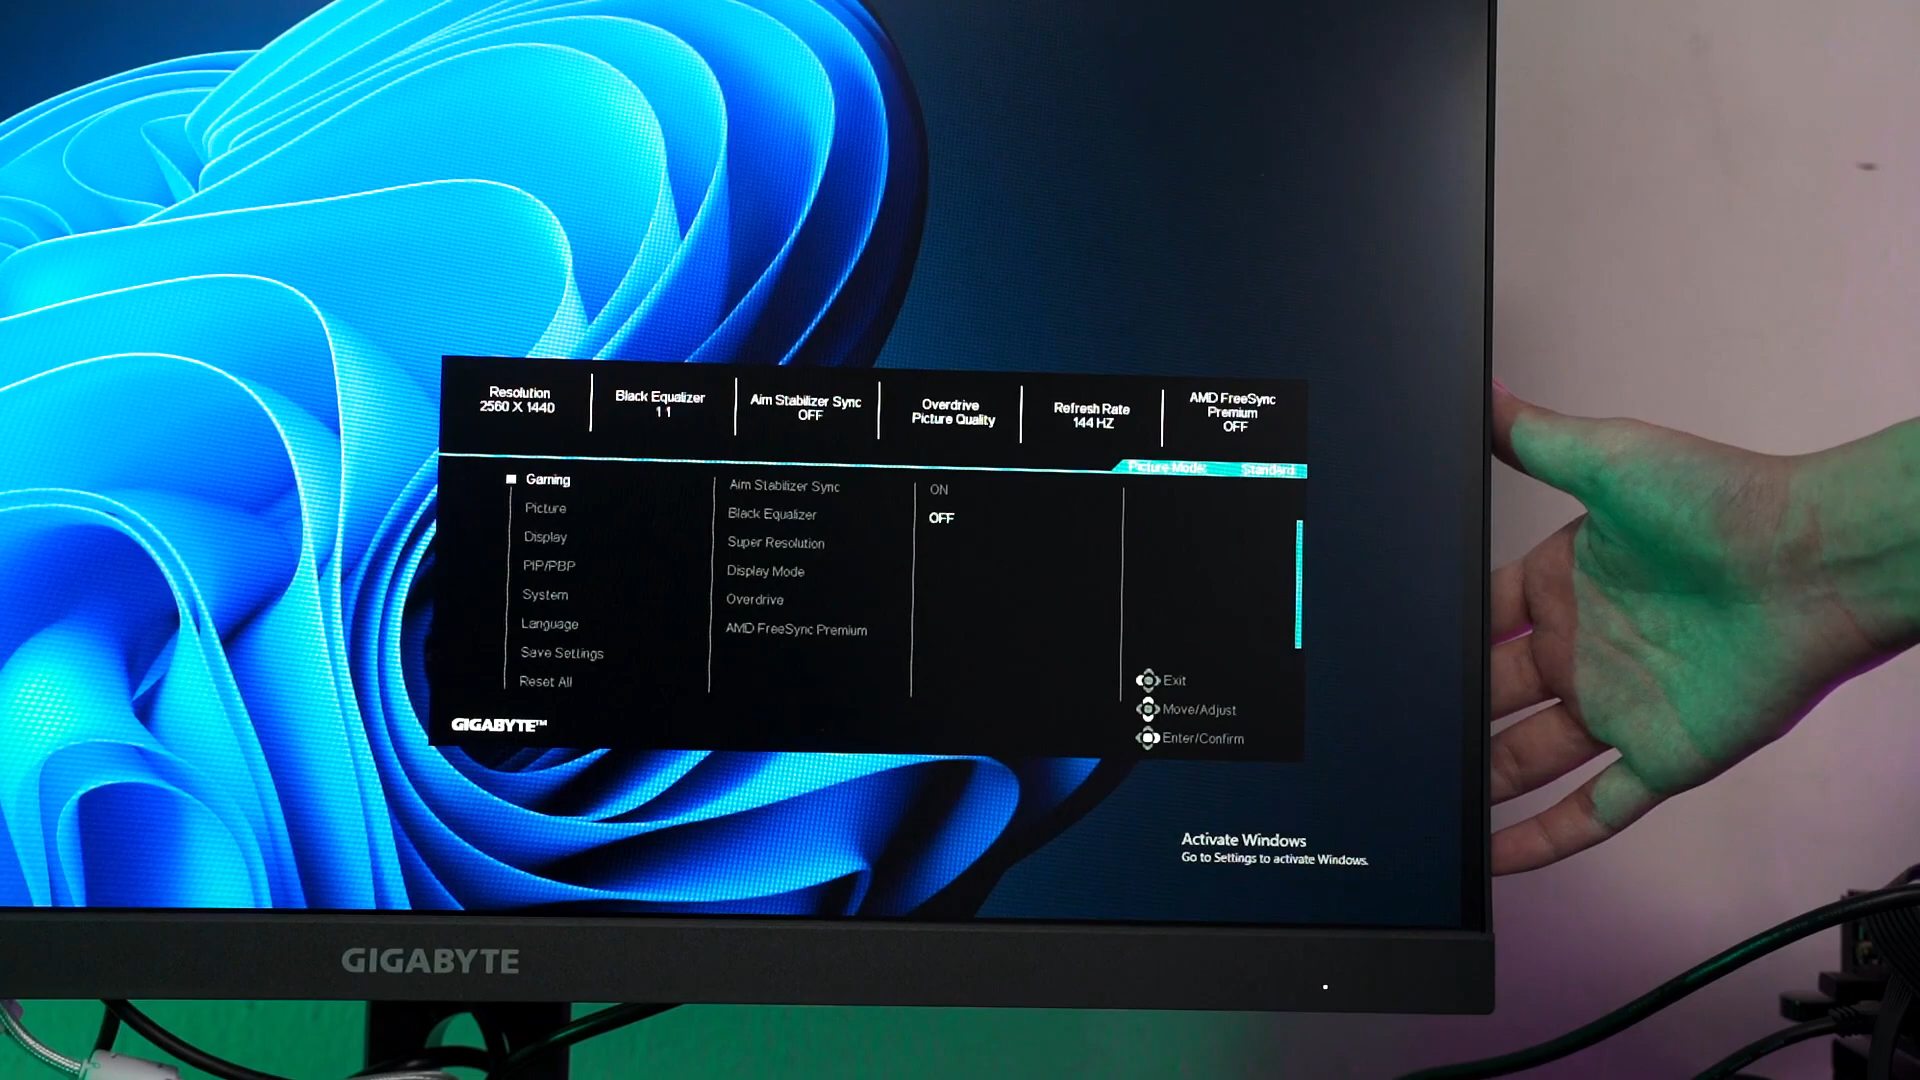 Resolution
2560 X 1440
Black Equalizer
11
Aim Stabilizer Sync
OFF
Overdrive
Picture Quality
Refresh Rate
144 HZ
AMD FreeSync
Premium
OFF
Picture Mode: Standard
Gaming
Picture
Display
PIP/PBP
System
Language
Save Settings
Reset All
Aim Stabilizer Sync
Black Equalizer
Super Resolution
Display Mode
Overdrive
AMD FreeSync Premium
ON
OFF
Exit
Move/Adjust
Enter/Confirm
GIGABYTE™
Activate Windows
Go to Settings to activate Windows.
GIGABYTE